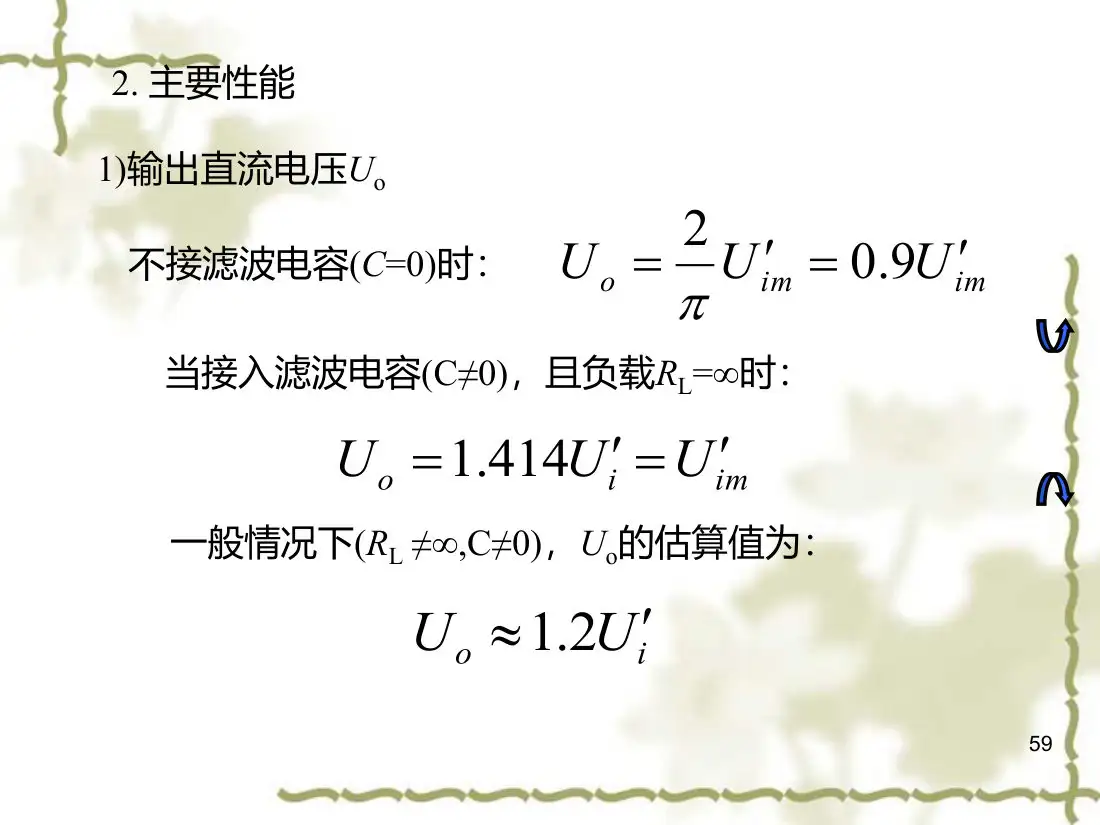 2. 主要性能
1)输出直流电压Uo
不接滤波电容(C=0)时： Uo = 2/π U′im = 0.9U′im
当接入滤波电容(C≠0)，且负载RL=∞时：
Uo = 1.414U′i = U′im
一般情况下(RL ≠∞,C≠0)，Uo的估算值为：
Uo ≈ 1.2U′i
59